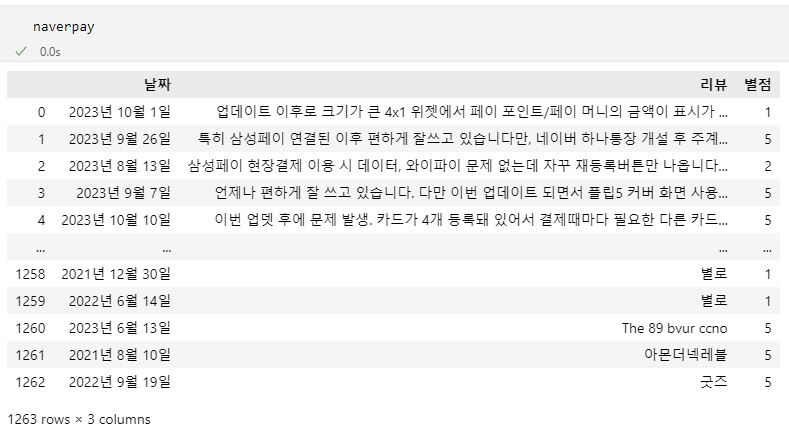 naverpay
0.0s
날짜 리뷰 별점
0 2023년 10월 1일 업데이트 이후로 크기가 큰 4x1 위젯에서 페이 포인트/페이 머니의 금액이 표시가 ... 1
1 2023년 9월 26일 특히 삼성페이 연결된 이후 편하게 잘쓰고 있습니다만, 네이버 하나통장 개설 후 주계... 5
2 2023년 8월 13일 삼성페이 현장결제 이용 시 데이터, 와이파이 문제 없는데 자꾸 재등록버튼만 나옵니다... 2
3 2023년 9월 7일 언제나 편하게 잘 쓰고 있습니다. 다만 이번 업데이트 되면서 플립5 커버 화면 사용... 5
4 2023년 10월 10일 이번 업뎃 후에 문제 발생. 카드가 4개 등록돼 있어서 결제때마다 필요한 다른 카드... 5
... ... ... ...
1258 2021년 12월 30일 별로 1
1259 2022년 6월 14일 별로 1
1260 2023년 6월 13일 The 89 bvur ccno 5
1261 2021년 8월 10일 아몬더넥레블 5
1262 2022년 9월 19일 굿즈 5
1263 rows × 3 columns